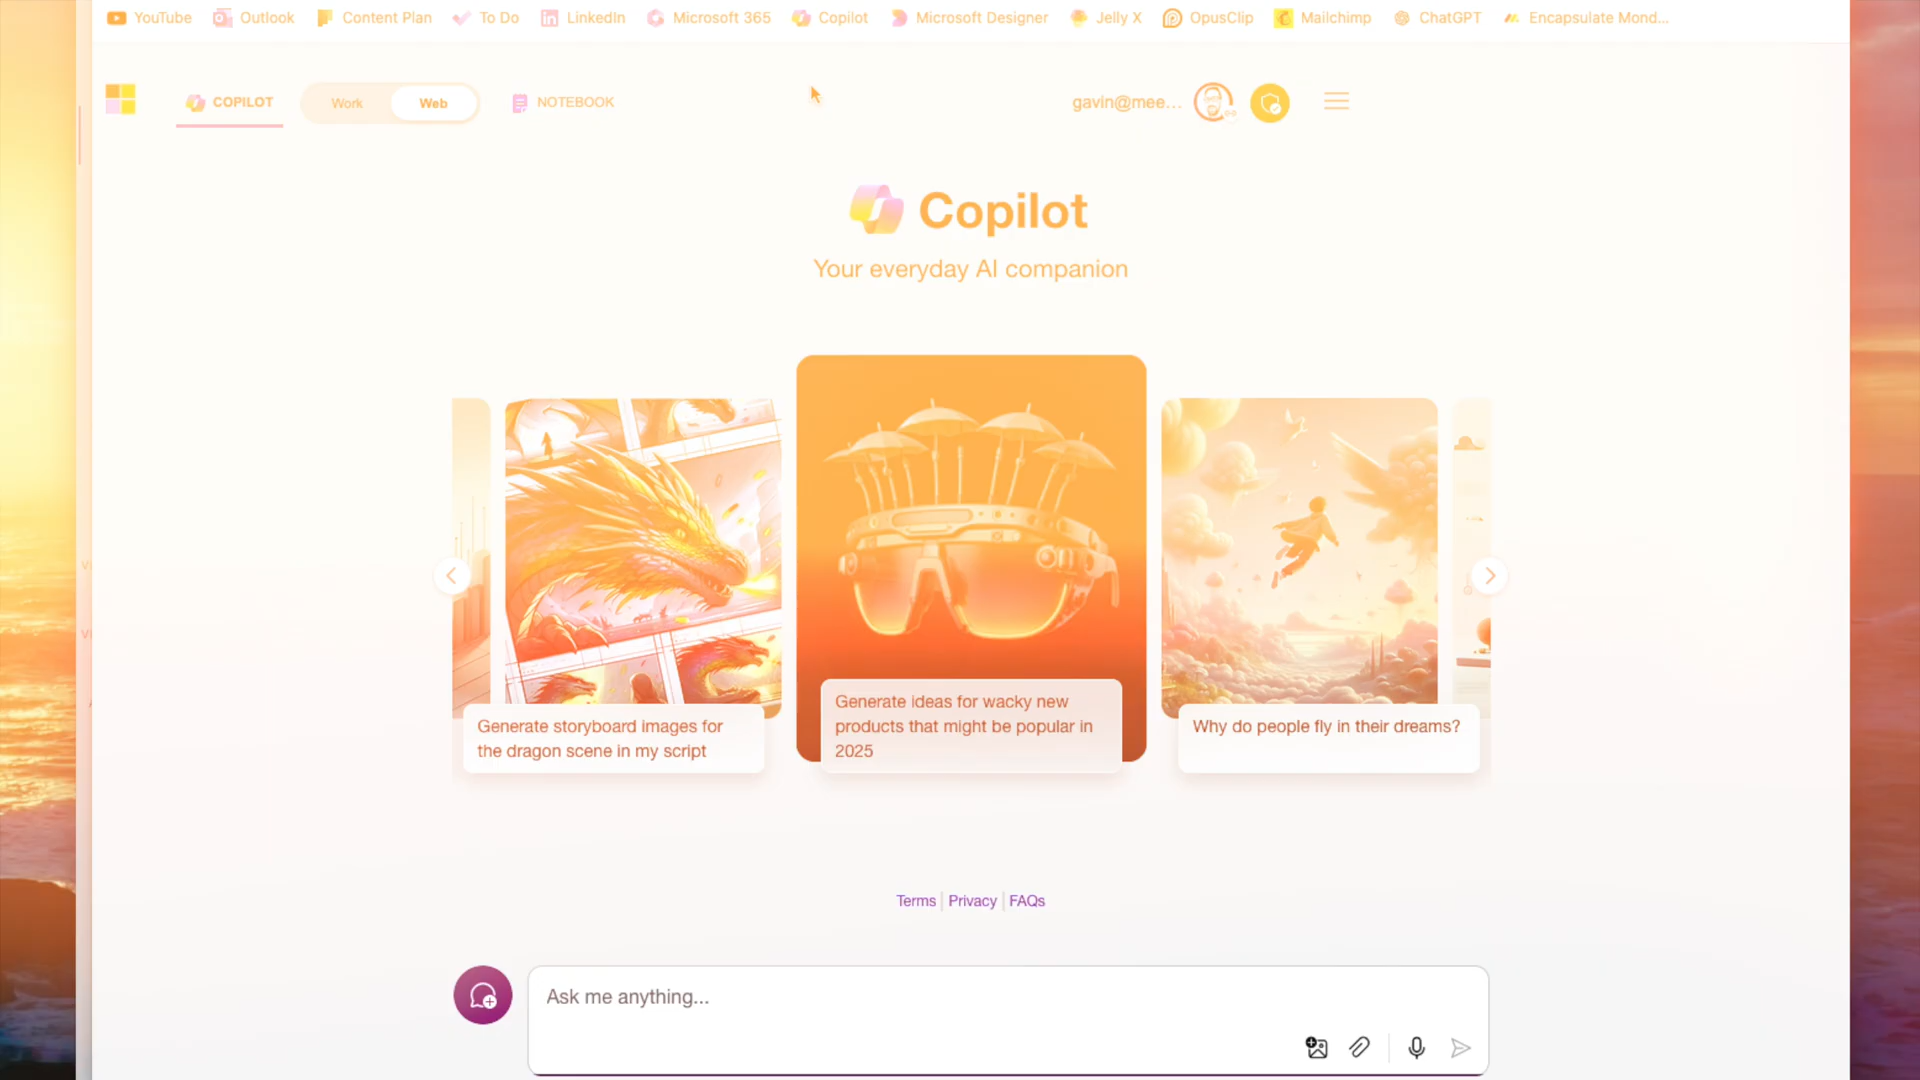 YouTube Outlook Content Plan To Do LinkedIn Microsoft 365 Copilot Microsoft Designer Jelly X OpusClip Mailchimp ChatGPT Encapsulate Mond...
COPILOT Work Web NOTEBOOK gavin@mee...
Copilot
Your everyday AI companion
Generate storyboard images for
the dragon scene in my script
Generate ideas for wacky new
products that might be popular in
2025
Why do people fly in their dreams?
Terms | Privacy | FAQs
Ask me anything...